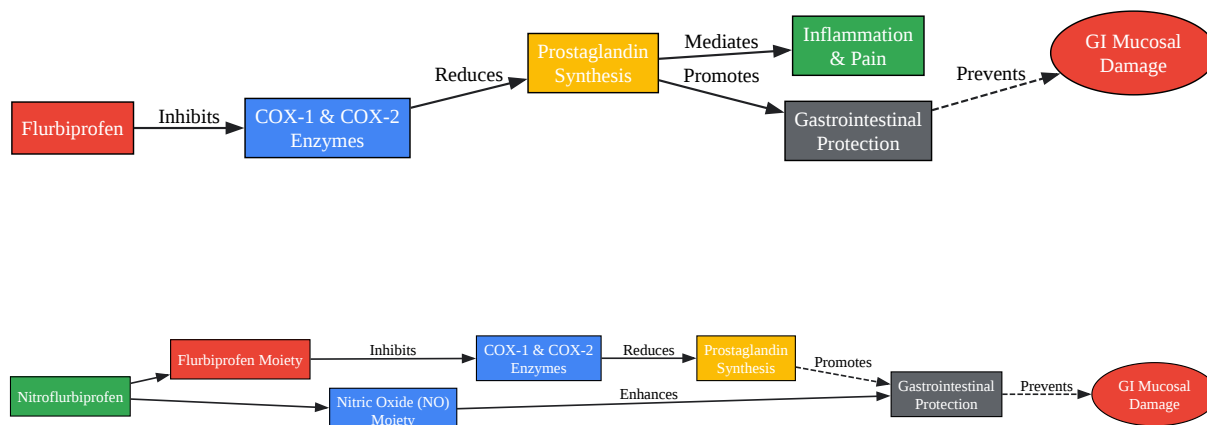 Flurbiprofen
Inhibits
COX-1 & COX-2
Enzymes
Reduces
Prostaglandin
Synthesis
Mediates
Inflammation
& Pain
Promotes
Gastrointestinal
Protection
Prevents
GI Mucosal
Damage
Nitroflurbiprofen
Flurbiprofen Moiety
Inhibits
COX-1 & COX-2
Enzymes
Reduces
Prostaglandin
Synthesis
Promotes
Nitric Oxide (NO)
Moiety
Enhances
Gastrointestinal
Protection
Prevents
GI Mucosal
Damage